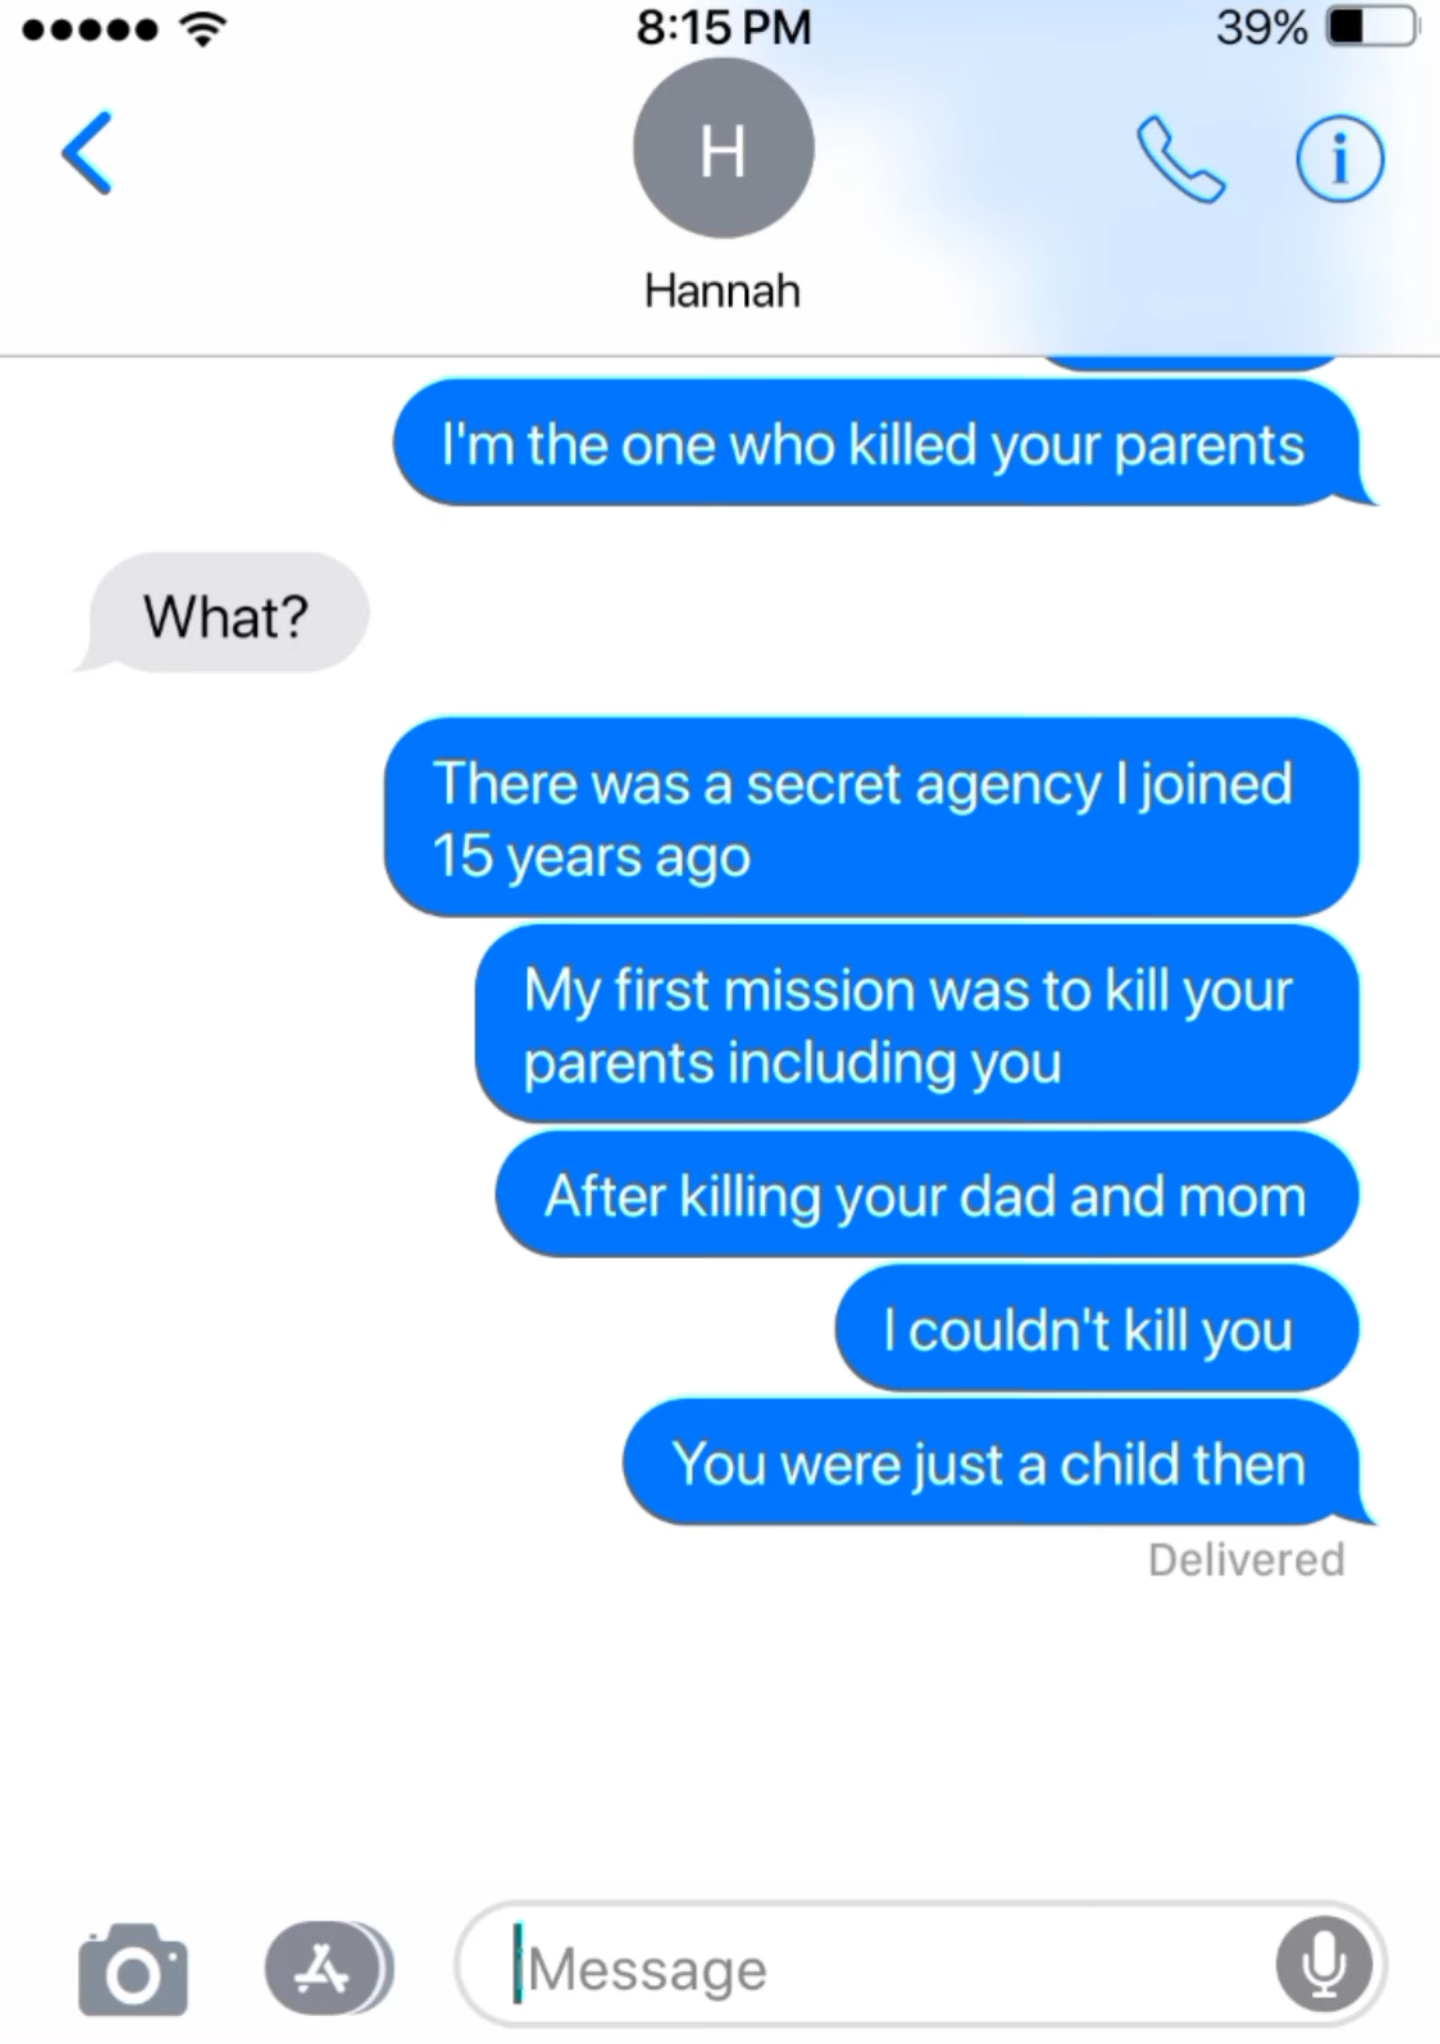 8:15 PM
39%
H
Hannah
I'm the one who killed your parents
What?
There was a secret agency I joined
15 years ago
My first mission was to kill your
parents including you
After killing your dad and mom
I couldn't kill you
You were just a child then
Delivered
Message